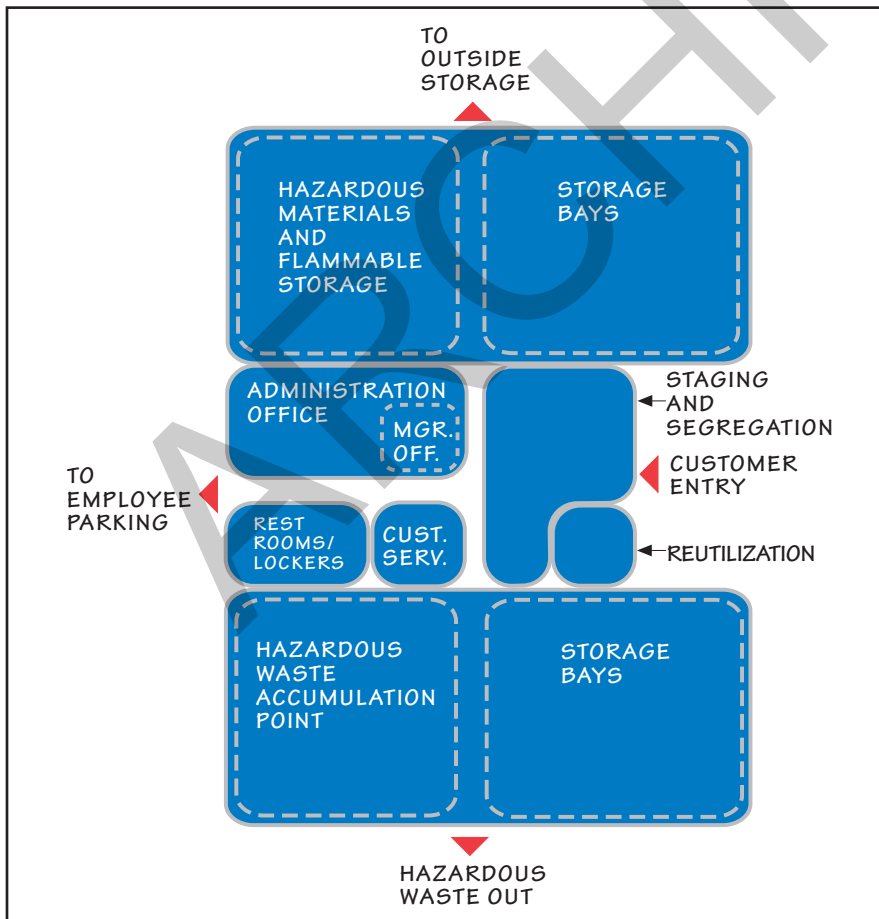 TO
OUTSIDE
STORAGE
HAZARDOUS
MATERIALS
AND
FLAMMABLE
STORAGE
STORAGE
BAYS
ADMINISTRATION
OFFICE
MGR.
OFF.
STAGING
AND
SEGREGATION
CUSTOMER
ENTRY
TO
EMPLOYEE
PARKING
REST
ROOMS/
LOCKERS
CUST.
SERV.
REUTILIZATION
HAZARDOUS
WASTE
ACCUMULATION
POINT
STORAGE
BAYS
HAZARDOUS
WASTE OUT